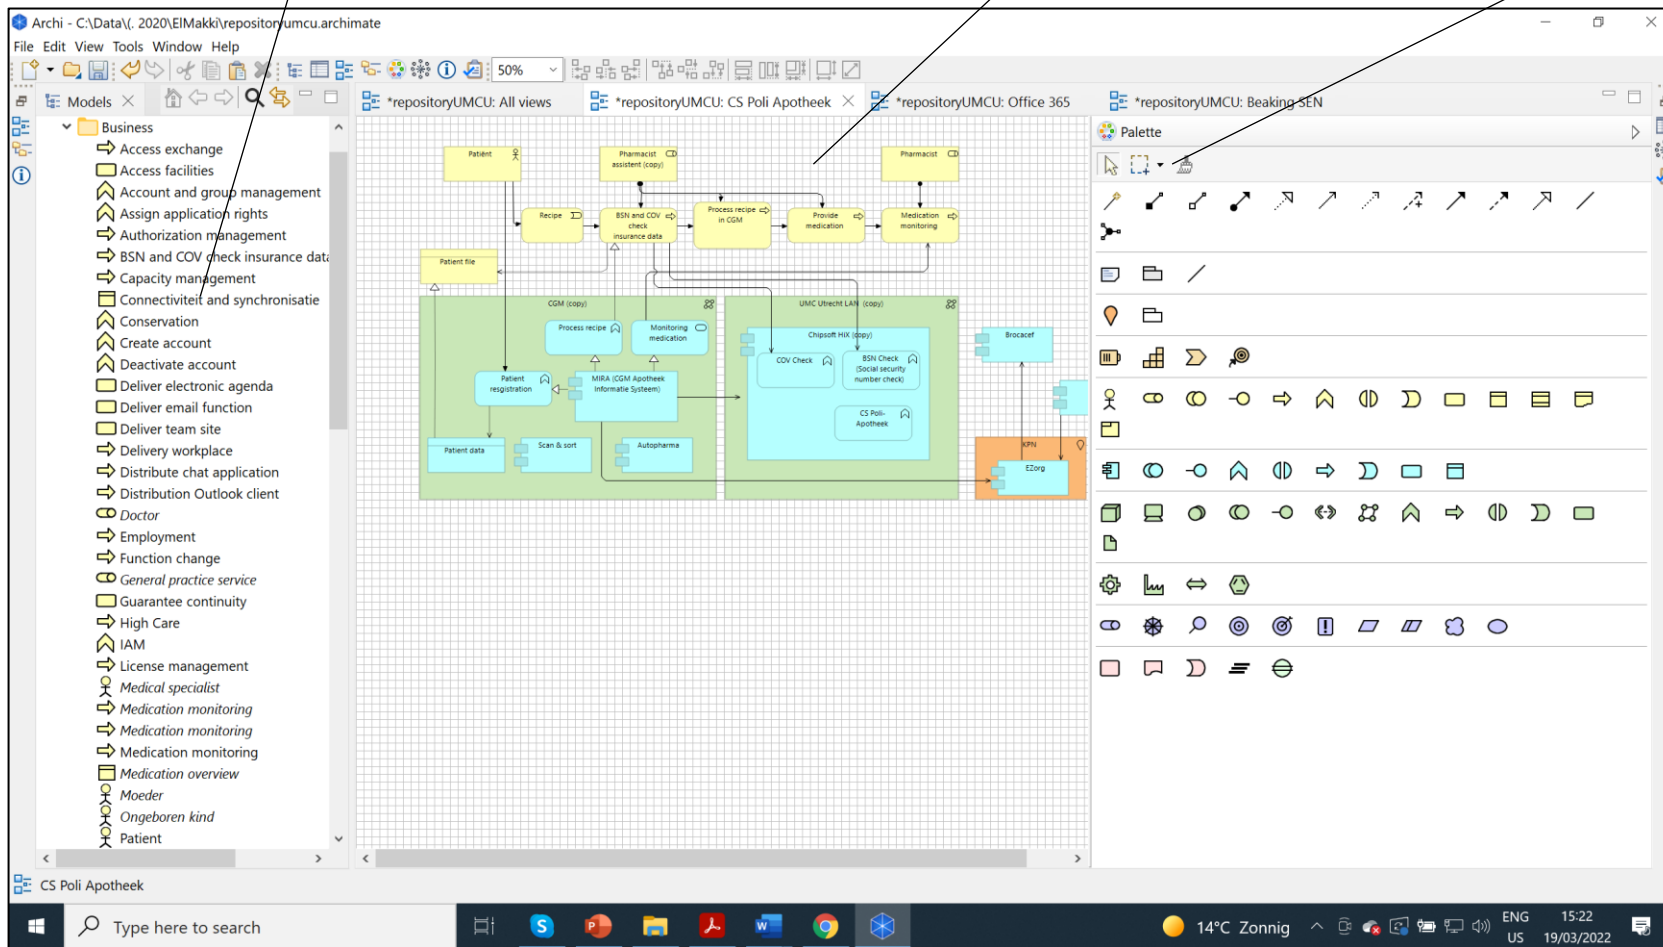 Archi - C:\Data\(. 2020\ElMakki\repositoryumcu.archimate
File Edit View Tools Window Help
50%
Models
*repositoryUMCU: All views
*repositoryUMCU: CS Poli Apotheek
*repositoryUMCU: Office 365
*repositoryUMCU: Beaking SEN
Business
Access exchange
Access facilities
Account and group management
Assign application rights
Authorization management
BSN and COV check insurance data
Capacity management
Connectiviteit and synchronisatie
Conservation
Create account
Deactivate account
Deliver electronic agenda
Deliver email function
Deliver team site
Delivery workplace
Distribute chat application
Distribution Outlook client
Doctor
Employment
Function change
General practice service
Guarantee continuity
High Care
IAM
License management
Medical specialist
Medication monitoring
Medication monitoring
Medication monitoring
Medication overview
Moeder
Ongeboren kind
Patient
Patiënt
Pharmacist
assistent (copy)
Pharmacist
Recipe
BSN and COV
check
insurance data
Process recipe
in CGM
Provide
medication
Medication
monitoring
Patient file
CGM (copy)
UMC Utrecht LAN (copy)
Process recipe
Monitoring
medication
Chipsoft HiX (copy)
Brocacef
COV Check
BSN Check
(Social security
number check)
Patient
resgistration
MIRA (CGM Apotheek
Informatie Systeem)
CS Poli-
Apotheek
Patient data
Scan & sort
Autopharma
KPN
EZorg
Palette
CS Poli Apotheek
Type here to search
14°C Zonnig
ENG
US
15:22
19/03/2022